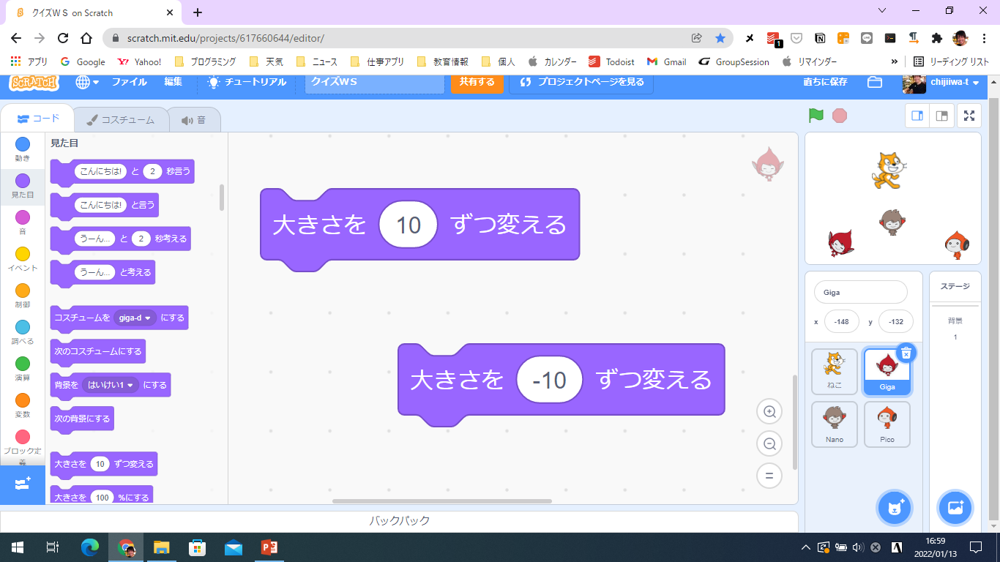 クイズWS on Scratch
scratch.mit.edu/projects/617660644/editor/
1
アプリ Google Yahoo! プログラミング 天気 ニュース 仕事アプリ 教育情報 個人 カレンダー Todoist Gmail GroupSession リマインダー » リーディング リスト
SCRATCH ファイル 編集 チュートリアル クイズWS 共有する プロジェクトページを見る 直ちに保存 chijiiwa-t
コード コスチューム 音
動き
見た目
音
イベント
制御
調べる
演算
変数
ブロック定義
見た目
こんにちは! と 2 秒言う
こんにちは! と言う
うーん... と 2 秒考える
うーん... と考える
コスチュームを giga-d にする
次のコスチュームにする
背景を はいけい1 にする
次の背景にする
大きさを 10 ずつ変える
大きさを 100 %にする
大きさを 10 ずつ変える
大きさを -10 ずつ変える
Giga
x -148 y -132
ねこ Giga
Nano Pico
ステージ
背景
1
バックパック
A 16:59
2022/01/13